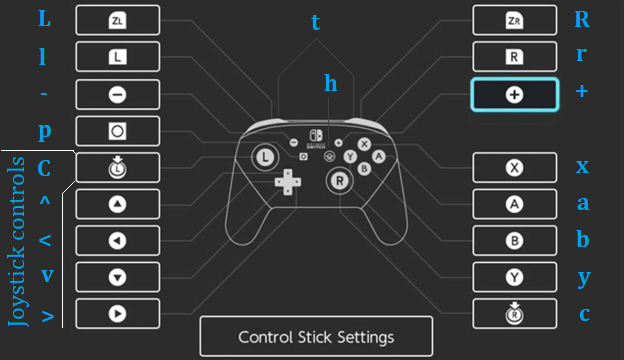 L ZL t ZR R
l L R r
- h + +
p
C L X x
^ A a
< B b
v Y y
> R c
Joystick controls
L Y X A B R
Control Stick Settings